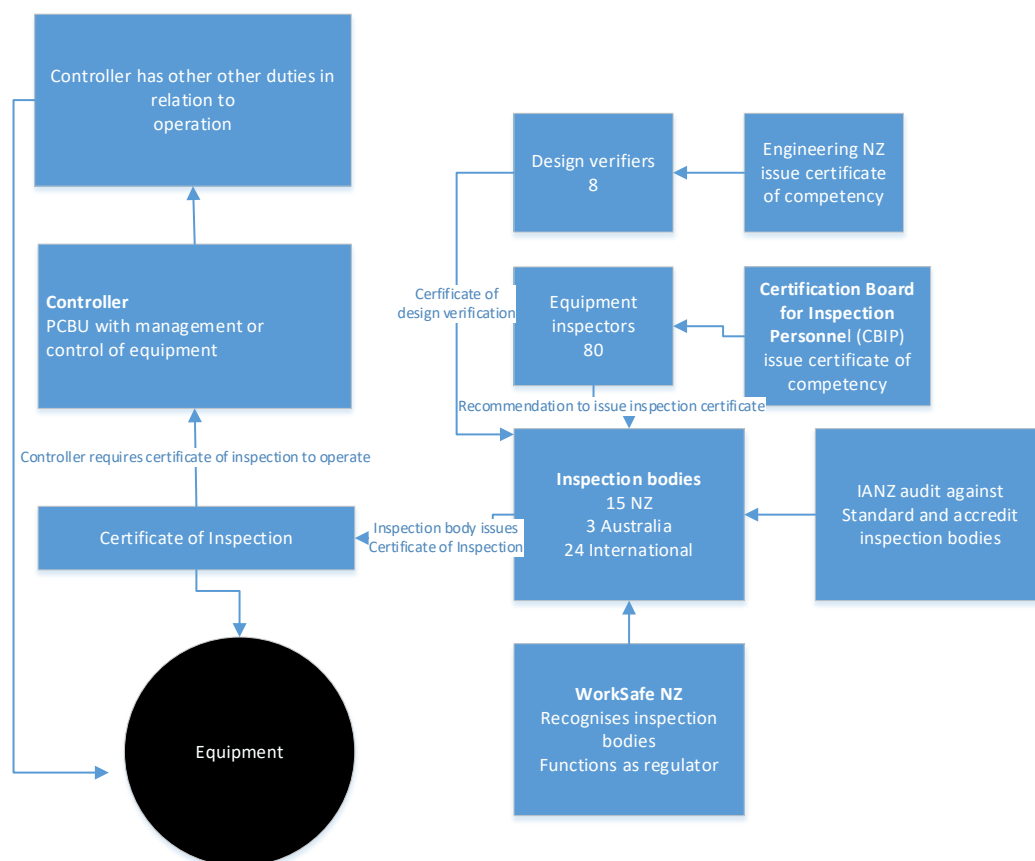 Controller has other other duties in
relation to
operation
Design verifiers
8
Engineering NZ
issue certificate
of competency
Controller
PCBU with management or
control of equipment
Cerfificate of
design verification
Equipment
inspectors
80
Certification Board
for Inspection
Personnel (CBIP)
issue certificate of
competency
Recommendation to issue inspection certificate
Controller requires certificate of inspection to operate
Inspection bodies
15 NZ
3 Australia
24 International
IANZ audit against
Standard and accredit
inspection bodies
Certificate of Inspection
Inspection body issues
Certificate of Inspection
WorkSafe NZ
Recognises inspection
bodies
Functions as regulator
Equipment